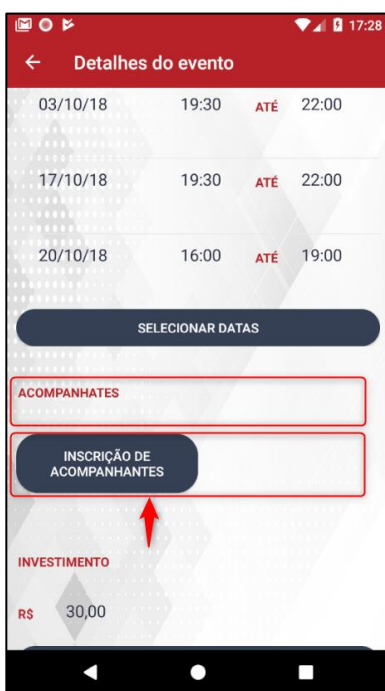 17:28
Detalhes do evento
03/10/18 19:30 ATÉ 22:00
17/10/18 19:30 ATÉ 22:00
20/10/18 16:00 ATÉ 19:00
SELECIONAR DATAS
ACOMPANHATES
INSCRIÇÃO DE
ACOMPANHANTES
INVESTIMENTO
R$ 30,00